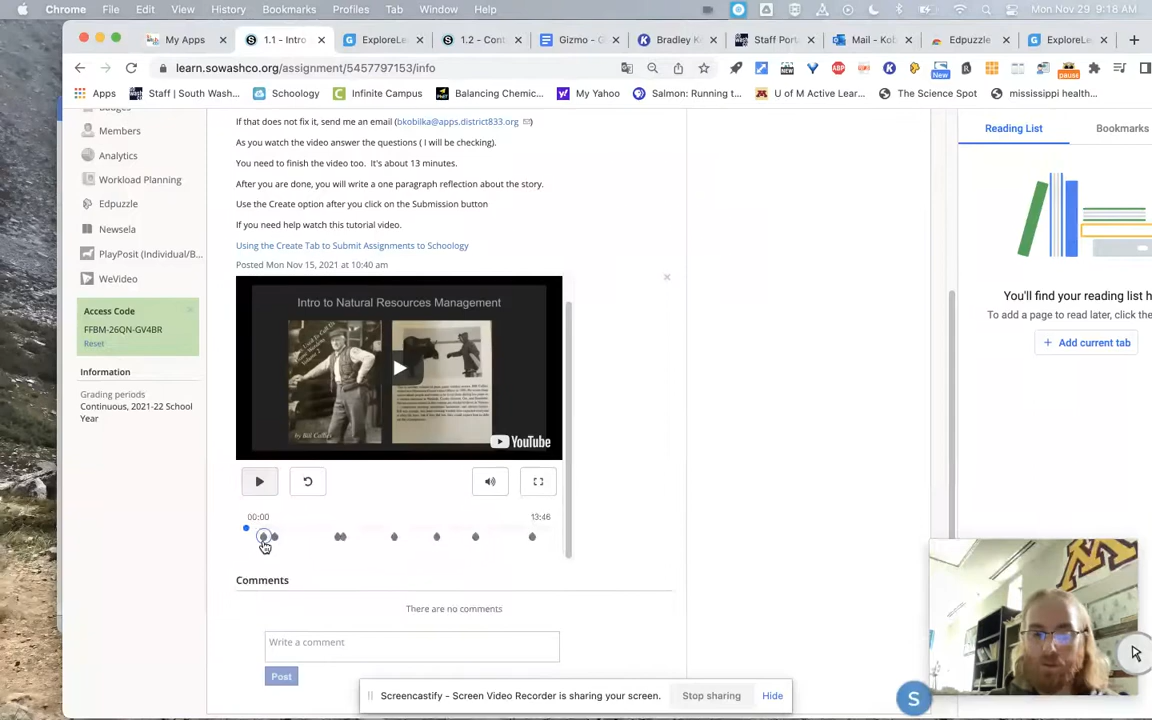 Chrome File Edit View History Bookmarks Profiles Tab Window Help Mon Nov 29 9:18 AM
My Apps 1.1 - Intro ExploreLe 1.2 - Cont Gizmo - G Bradley K Staff Port Mail - Kob Edpuzzle ExploreLe
learn.sowashco.org/assignment/5457797153/info New
Apps Staff | South Wash... Schoology Infinite Campus Balancing Chemic... My Yahoo Salmon: Running t... U of M Active Lear... The Science Spot mississippi health...
Badges
Members
Analytics
Workload Planning
Edpuzzle
Newsela
PlayPosit (Individual/B...
WeVideo
Access Code
FFBM-26QN-GV4BR
Reset
Information
Grading periods
Continuous, 2021-22 School
Year
If that does not fix it, send me an email (bkobilka@apps.district833.org)
As you watch the video answer the questions ( I will be checking).
You need to finish the video too. It's about 13 minutes.
After you are done, you will write a one paragraph reflection about the story.
Use the Create option after you click on the Submission button
If you need help watch this tutorial video.
Using the Create Tab to Submit Assignments to Schoology
Posted Mon Nov 15, 2021 at 10:40 am
Intro to Natural Resources Management
by Bill Callies
YouTube
00:00 13:46
Comments
There are no comments
Write a comment
Post
Reading List Bookmarks
You'll find your reading list h
To add a page to read later, click the
+ Add current tab
Screencastify - Screen Video Recorder is sharing your screen. Stop sharing Hide
S